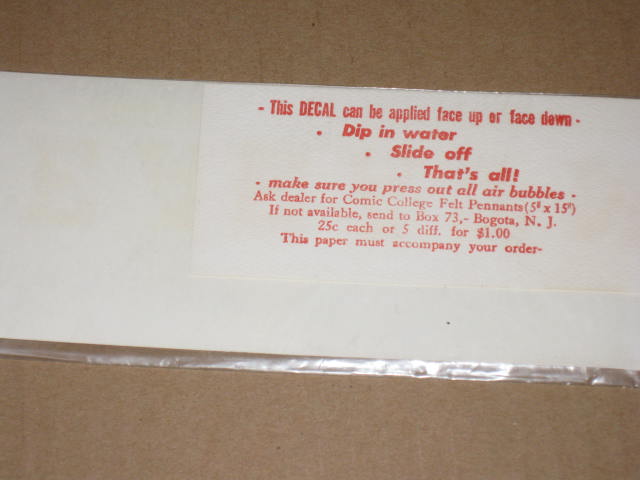 - This DECAL can be applied face up or face down -
• Dip in water
• Slide off
• That's all!
- make sure you press out all air bubbles -
Ask dealer for Comic College Felt Pennants(5" x 15")
If not available, send to Box 73,- Bogota, N. J.
25c each or 5 diff. for $1.00
This paper must accompany your order-